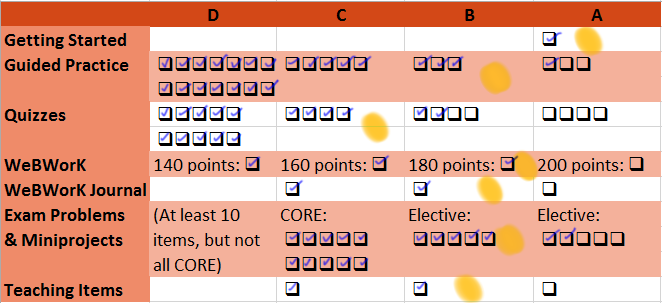 D C B A
Getting Started
Guided Practice
Quizzes
WeBWorK 140 points: 160 points: 180 points: 200 points:
WeBWorK Journal
Exam Problems (At least 10 CORE: Elective: Elective:
& Miniprojects items, but not
all CORE)
Teaching Items